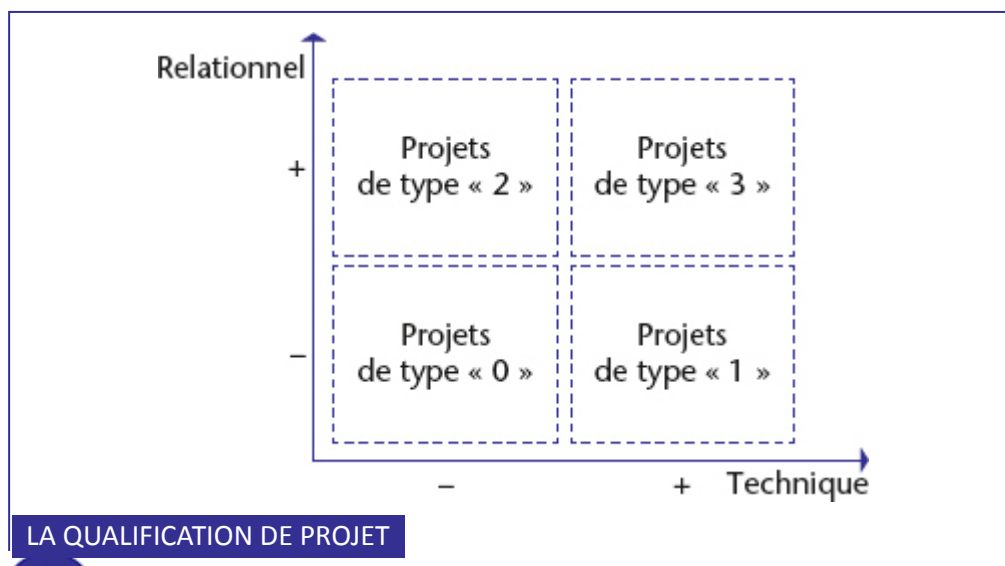 Relationnel
+
Projets
de type « 2 »
Projets
de type « 3 »
–
Projets
de type « 0 »
Projets
de type « 1 »
–
+
Technique
LA QUALIFICATION DE PROJET